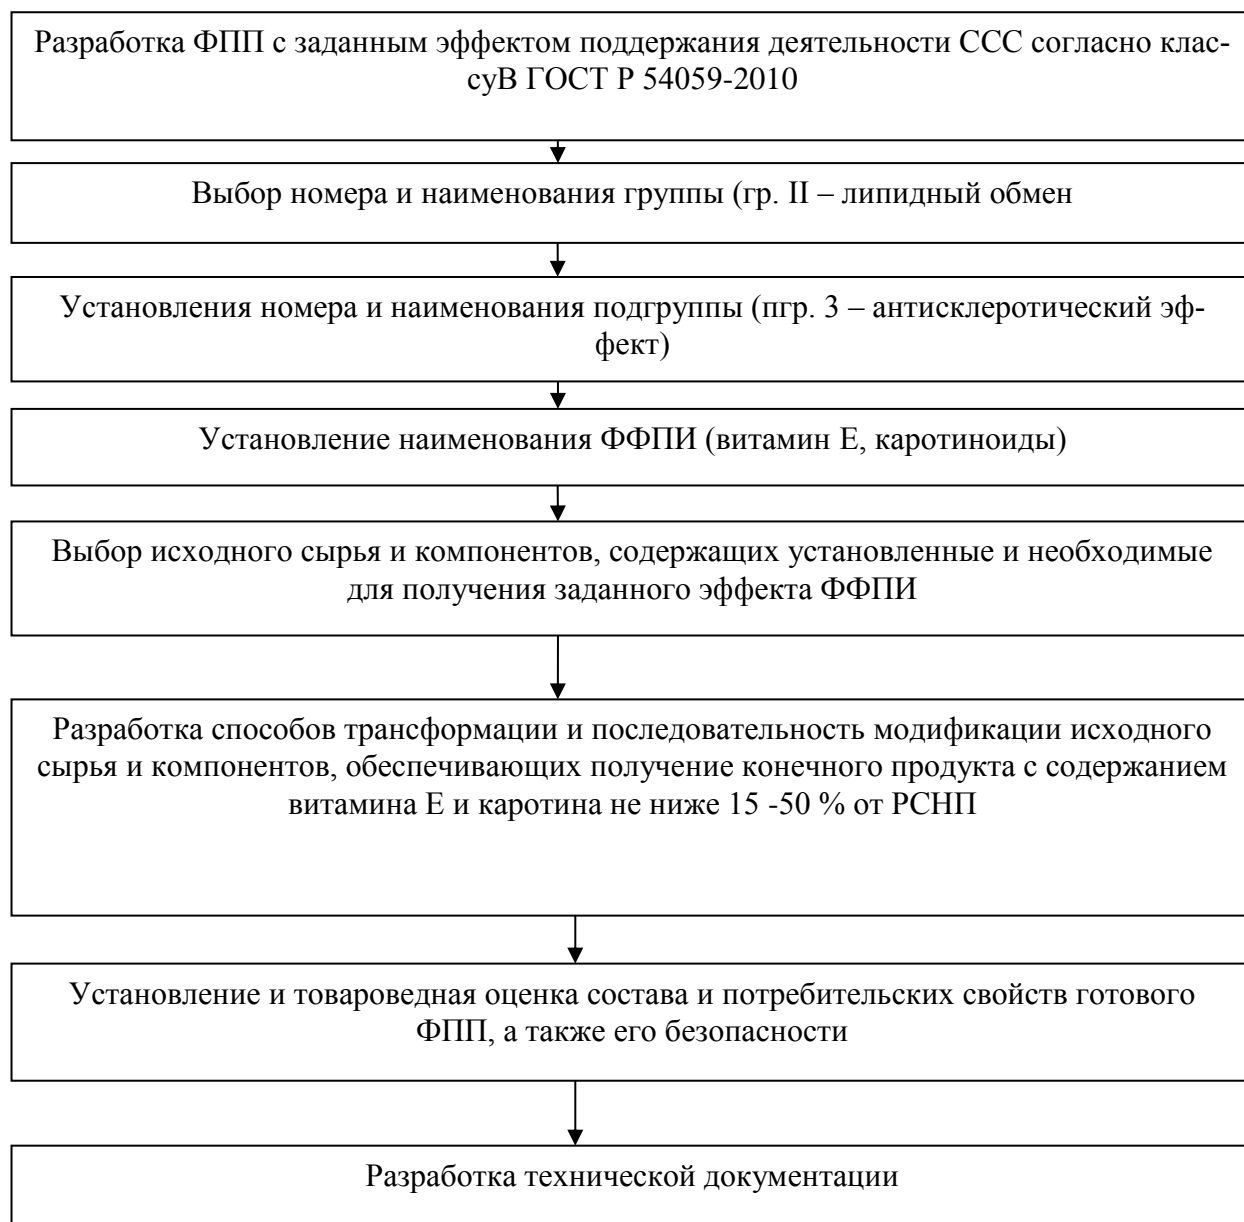 Разработка ФПП с заданным эффектом поддержания деятельности ССС согласно клас-
суВ ГОСТ Р 54059-2010
Выбор номера и наименования группы (гр. II – липидный обмен
Установления номера и наименования подгруппы (пгр. 3 – антисклеротический эф-
фект)
Установление наименования ФФПИ (витамин Е, каротиноиды)
Выбор исходного сырья и компонентов, содержащих установленные и необходимые
для получения заданного эффекта ФФПИ
Разработка способов трансформации и последовательность модификации исходного
сырья и компонентов, обеспечивающих получение конечного продукта с содержанием
витамина Е и каротина не ниже 15 -50 % от РСНП
Установление и товароведная оценка состава и потребительских свойств готового
ФПП, а также его безопасности
Разработка технической документации